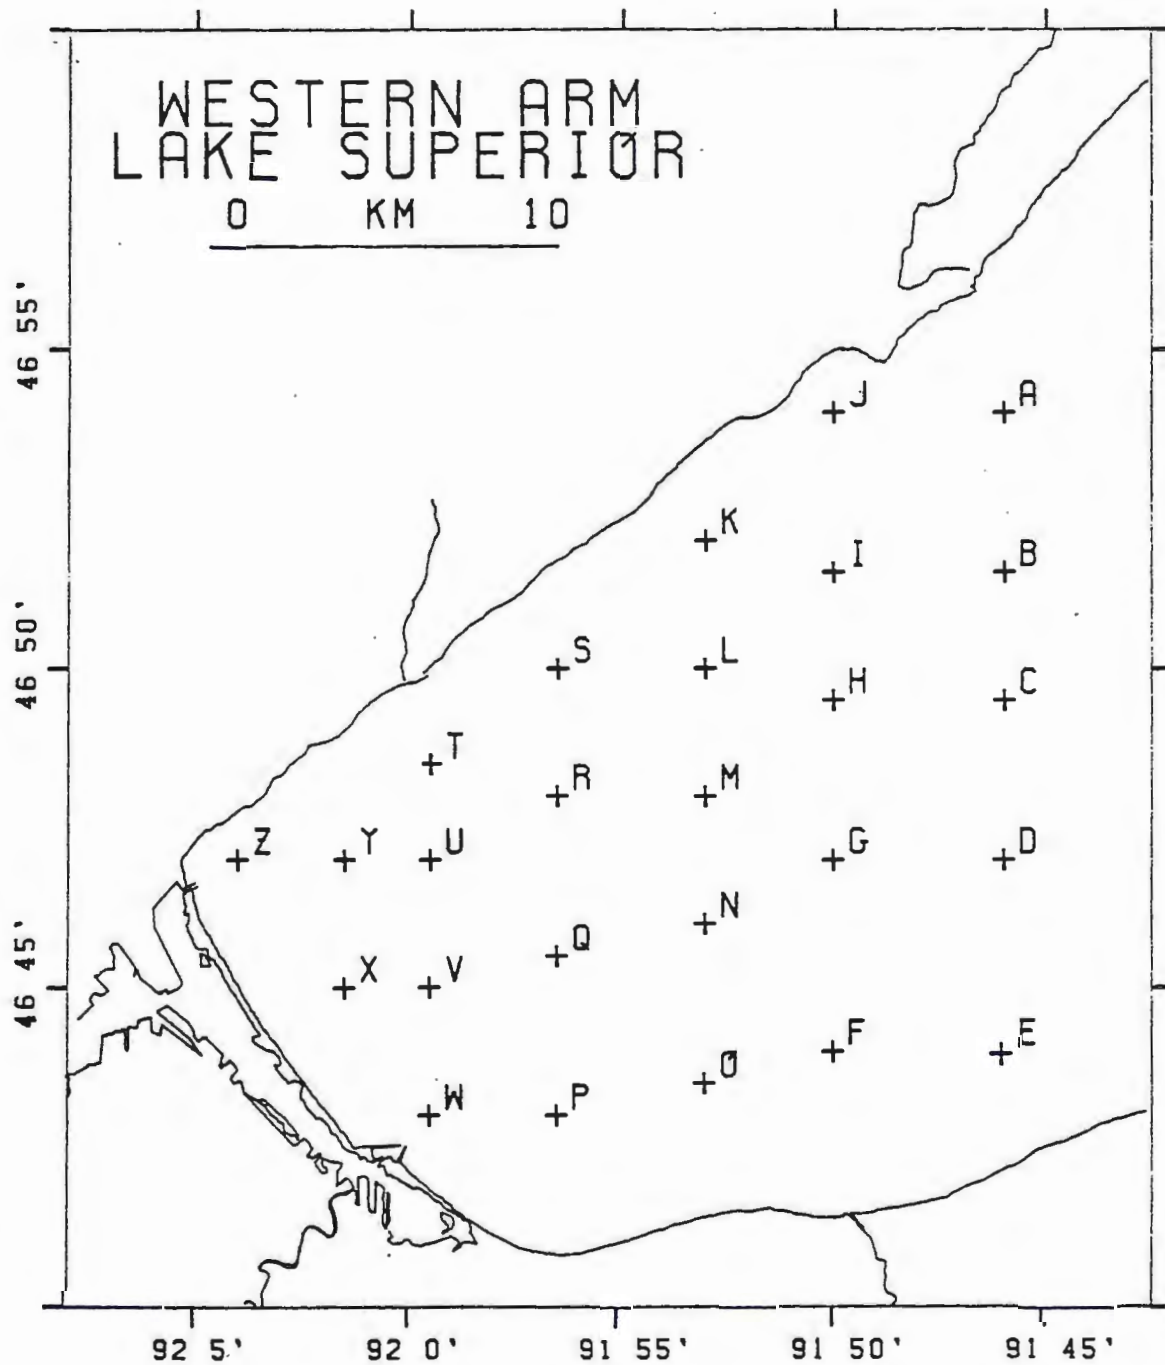 WESTERN ARM
LAKE SUPERIØR
0 KM 10
46 55'
J A
K
I B
46 50'
S L
H C
T
R M
Z Y U
G D
N
46 45'
Q
X V
F E
Ø
W P
92 5' 92 0' 91 55' 91 50' 91 45'